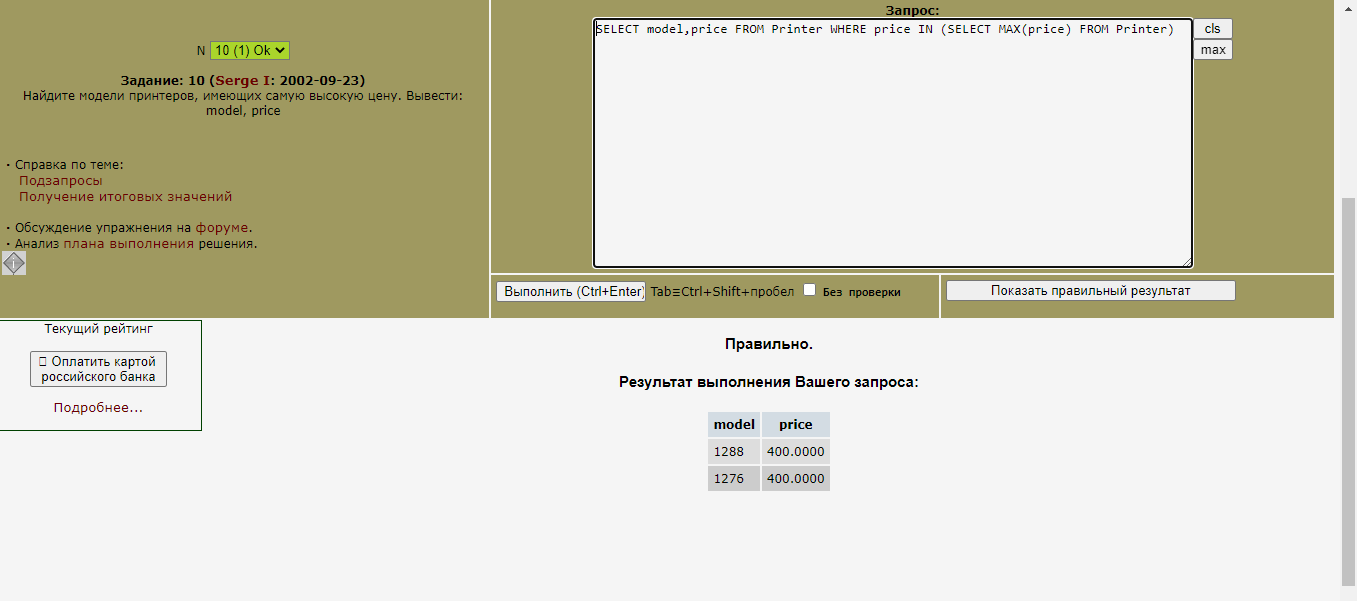 N 10 (1) Ok
Задание: 10 (Serge I: 2002-09-23)
Найдите модели принтеров, имеющих самую высокую цену. Вывести:
model, price
· Справка по теме:
Подзапросы
Получение итоговых значений
· Обсуждение упражнения на форуме.
· Анализ плана выполнения решения.
Запрос:
SELECT model,price FROM Printer WHERE price IN (SELECT MAX(price) FROM Printer)
cls
max
Выполнить (Ctrl+Enter) Tab≡Ctrl+Shift+пробел Без проверки
Показать правильный результат
Текущий рейтинг
Оплатить картой
российского банка
Подробнее...
Правильно.
Результат выполнения Вашего запроса:
model price
1288 400.0000
1276 400.0000